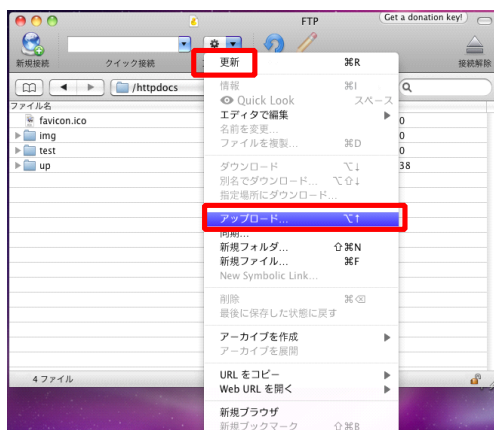 FTP
Get a donation key!
新規接続
クイック接続
接続解除
/httpdocs
ファイル名
favicon.ico
img
test
up
0
0
0
38
4 ファイル
更新 ⌘R
情報 ⌘I
Quick Look スペース
エディタで編集
名前を変更...
ファイルを複製... ⌘D
ダウンロード ⌥↓
別名でダウンロード... ⌥⇧↓
指定場所にダウンロード...
アップロード... ⌥↑
同期...
新規フォルダ... ⇧⌘N
新規ファイル... ⌘F
New Symbolic Link...
削除 ⌘⌫
最後に保存した状態に戻す
アーカイブを作成
アーカイブを展開
URL をコピー
Web URL を開く
新規ブラウザ
新規ブックマーク ⇧⌘B